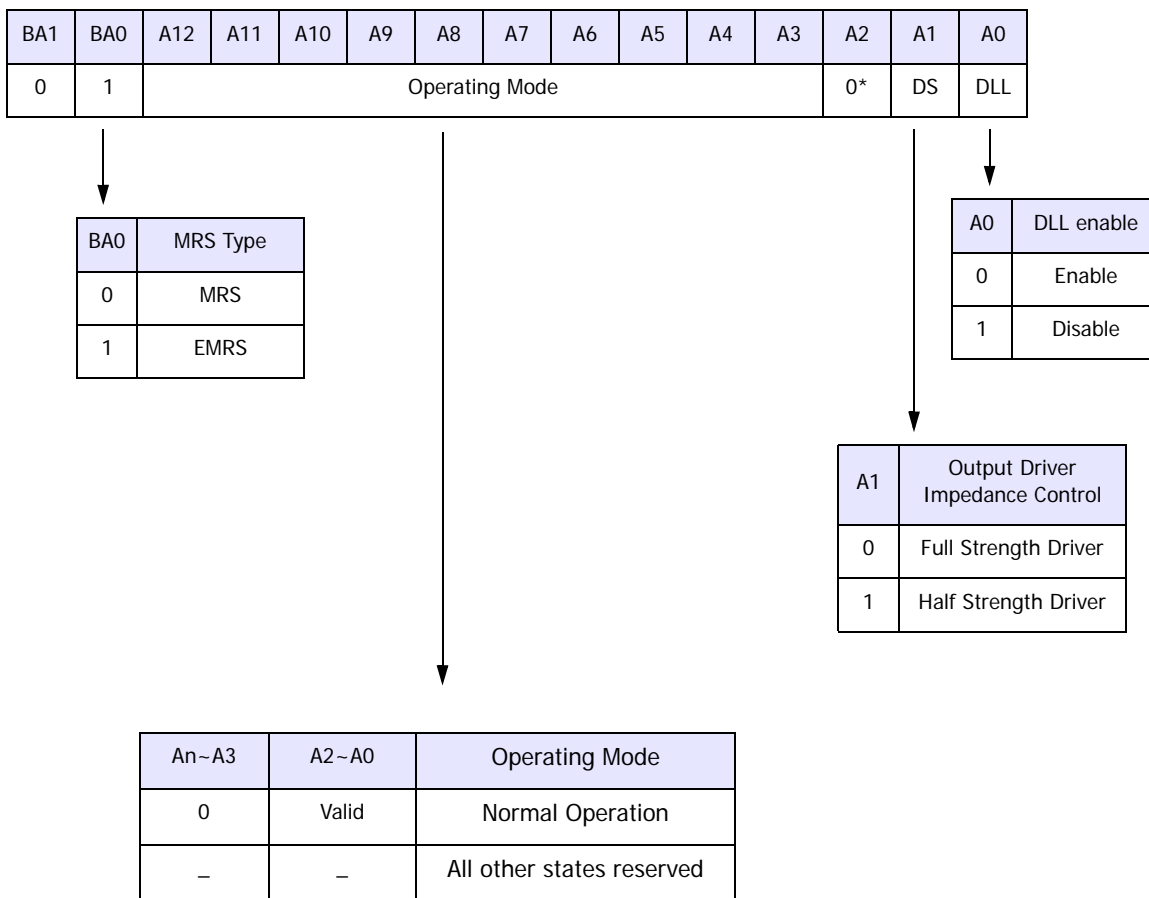 BA1 BA0 A12 A11 A10 A9 A8 A7 A6 A5 A4 A3 A2 A1 A0
0 1 Operating Mode 0* DS DLL
BA0 MRS Type
0 MRS
1 EMRS
A0 DLL enable
0 Enable
1 Disable
A1 Output Driver
Impedance Control
0 Full Strength Driver
1 Half Strength Driver
An~A3 A2~A0 Operating Mode
0 Valid Normal Operation
_ _ All other states reserved